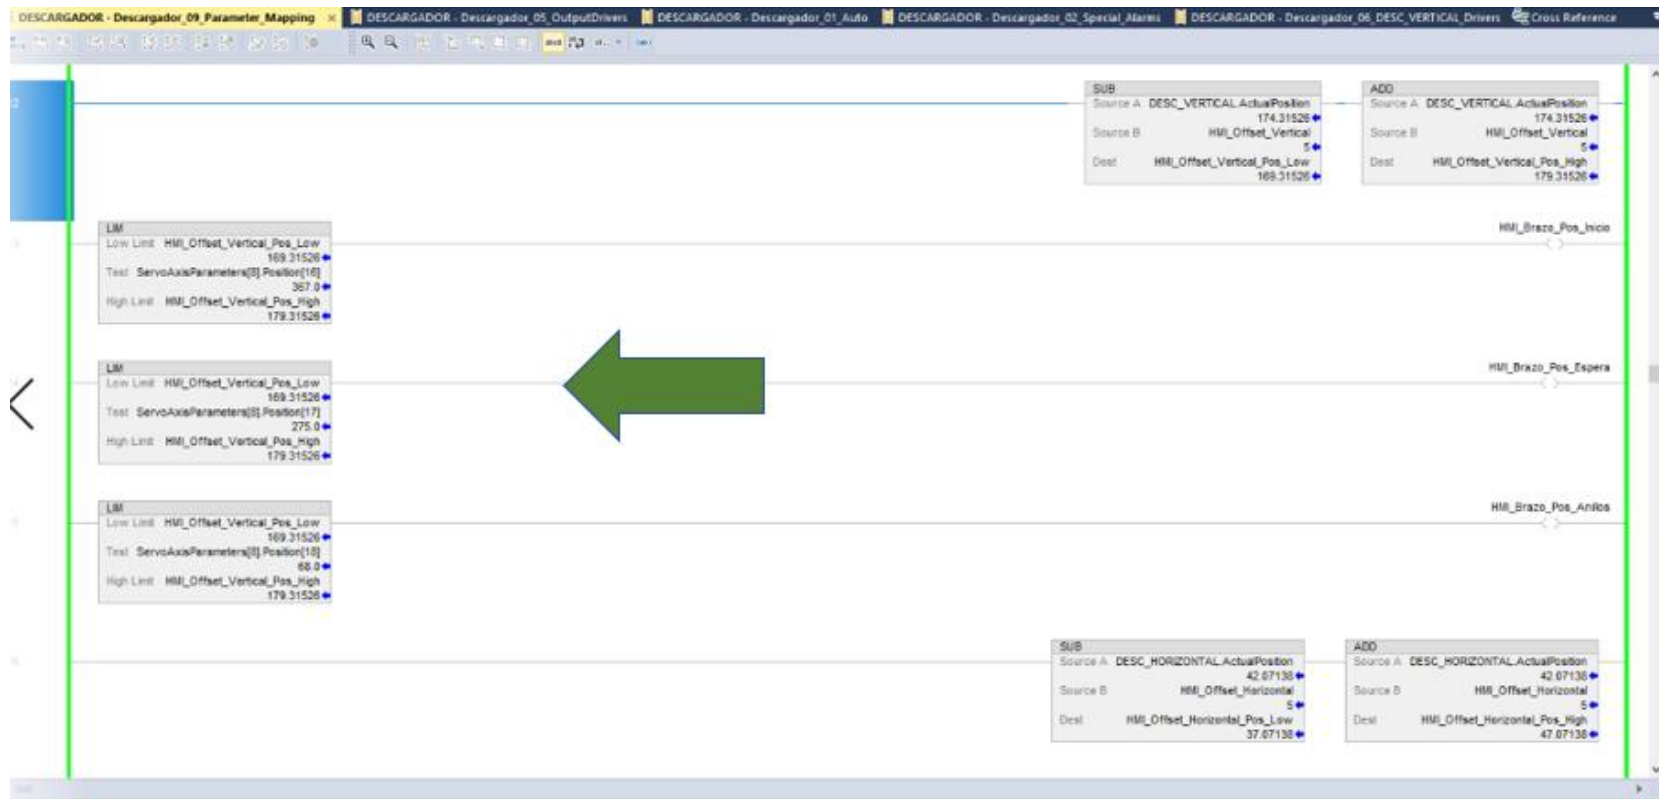 DESCARGADOR - Descargador_09_Parameter_Mapping
DESCARGADOR - Descargador_05_OutputDrivers
DESCARGADOR - Descargador_01_Auto
DESCARGADOR - Descargador_02_Special_Alarms
DESCARGADOR - Descargador_06_DESC_VERTICAL_Drivers
Cross Reference
SUB
Source A DESC_VERTICAL.ActualPosition
174.31526
Source B HMI_Offset_Vertical
5
Dest HMI_Offset_Vertical_Pos_Low
169.31526
ADD
Source A DESC_VERTICAL.ActualPosition
174.31526
Source B HMI_Offset_Vertical
5
Dest HMI_Offset_Vertical_Pos_High
179.31526
LIM
Low Limit HMI_Offset_Vertical_Pos_Low
169.31526
Test ServoAxisParameters[8].Position[16]
367.0
High Limit HMI_Offset_Vertical_Pos_High
179.31526
HMI_Brazo_Pos_Inicio
LIM
Low Limit HMI_Offset_Vertical_Pos_Low
169.31526
Test ServoAxisParameters[8].Position[17]
275.0
High Limit HMI_Offset_Vertical_Pos_High
179.31526
HMI_Brazo_Pos_Espera
LIM
Low Limit HMI_Offset_Vertical_Pos_Low
169.31526
Test ServoAxisParameters[8].Position[18]
68.0
High Limit HMI_Offset_Vertical_Pos_High
179.31526
HMI_Brazo_Pos_Anillos
SUB
Source A DESC_HORIZONTAL.ActualPosition
42.07138
Source B HMI_Offset_Horizontal
5
Dest HMI_Offset_Horizontal_Pos_Low
37.07138
ADD
Source A DESC_HORIZONTAL.ActualPosition
42.07138
Source B HMI_Offset_Horizontal
5
Dest HMI_Offset_Horizontal_Pos_High
47.07138